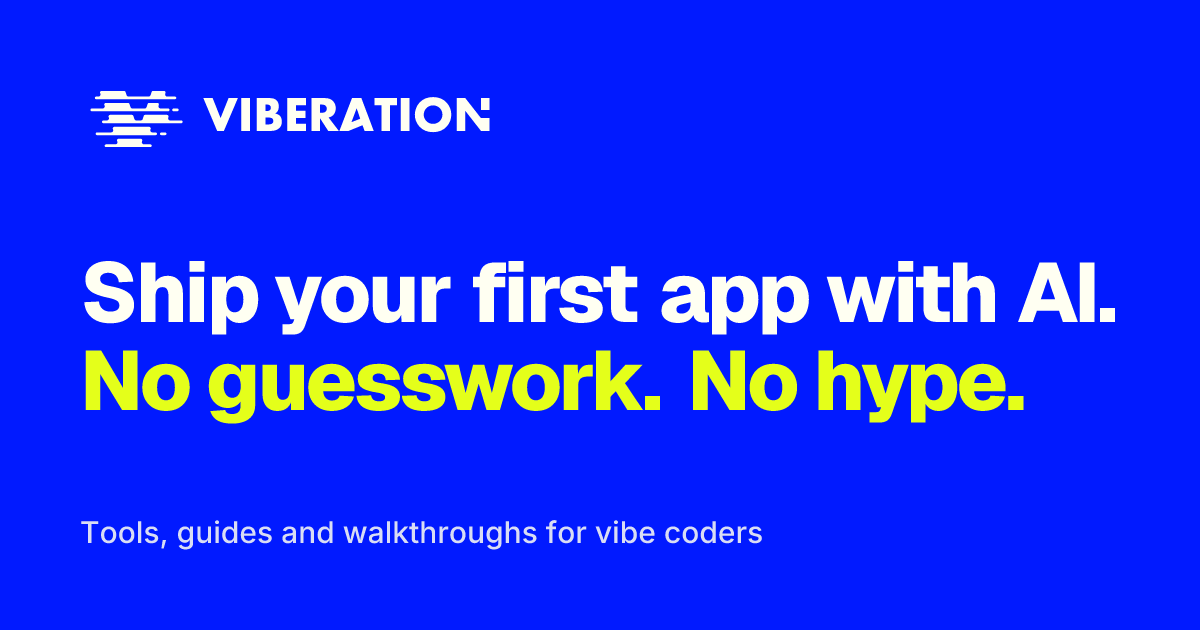 VIBERATION
Ship your first app with AI.
No guesswork. No hype.
Tools, guides and walkthroughs for vibe coders